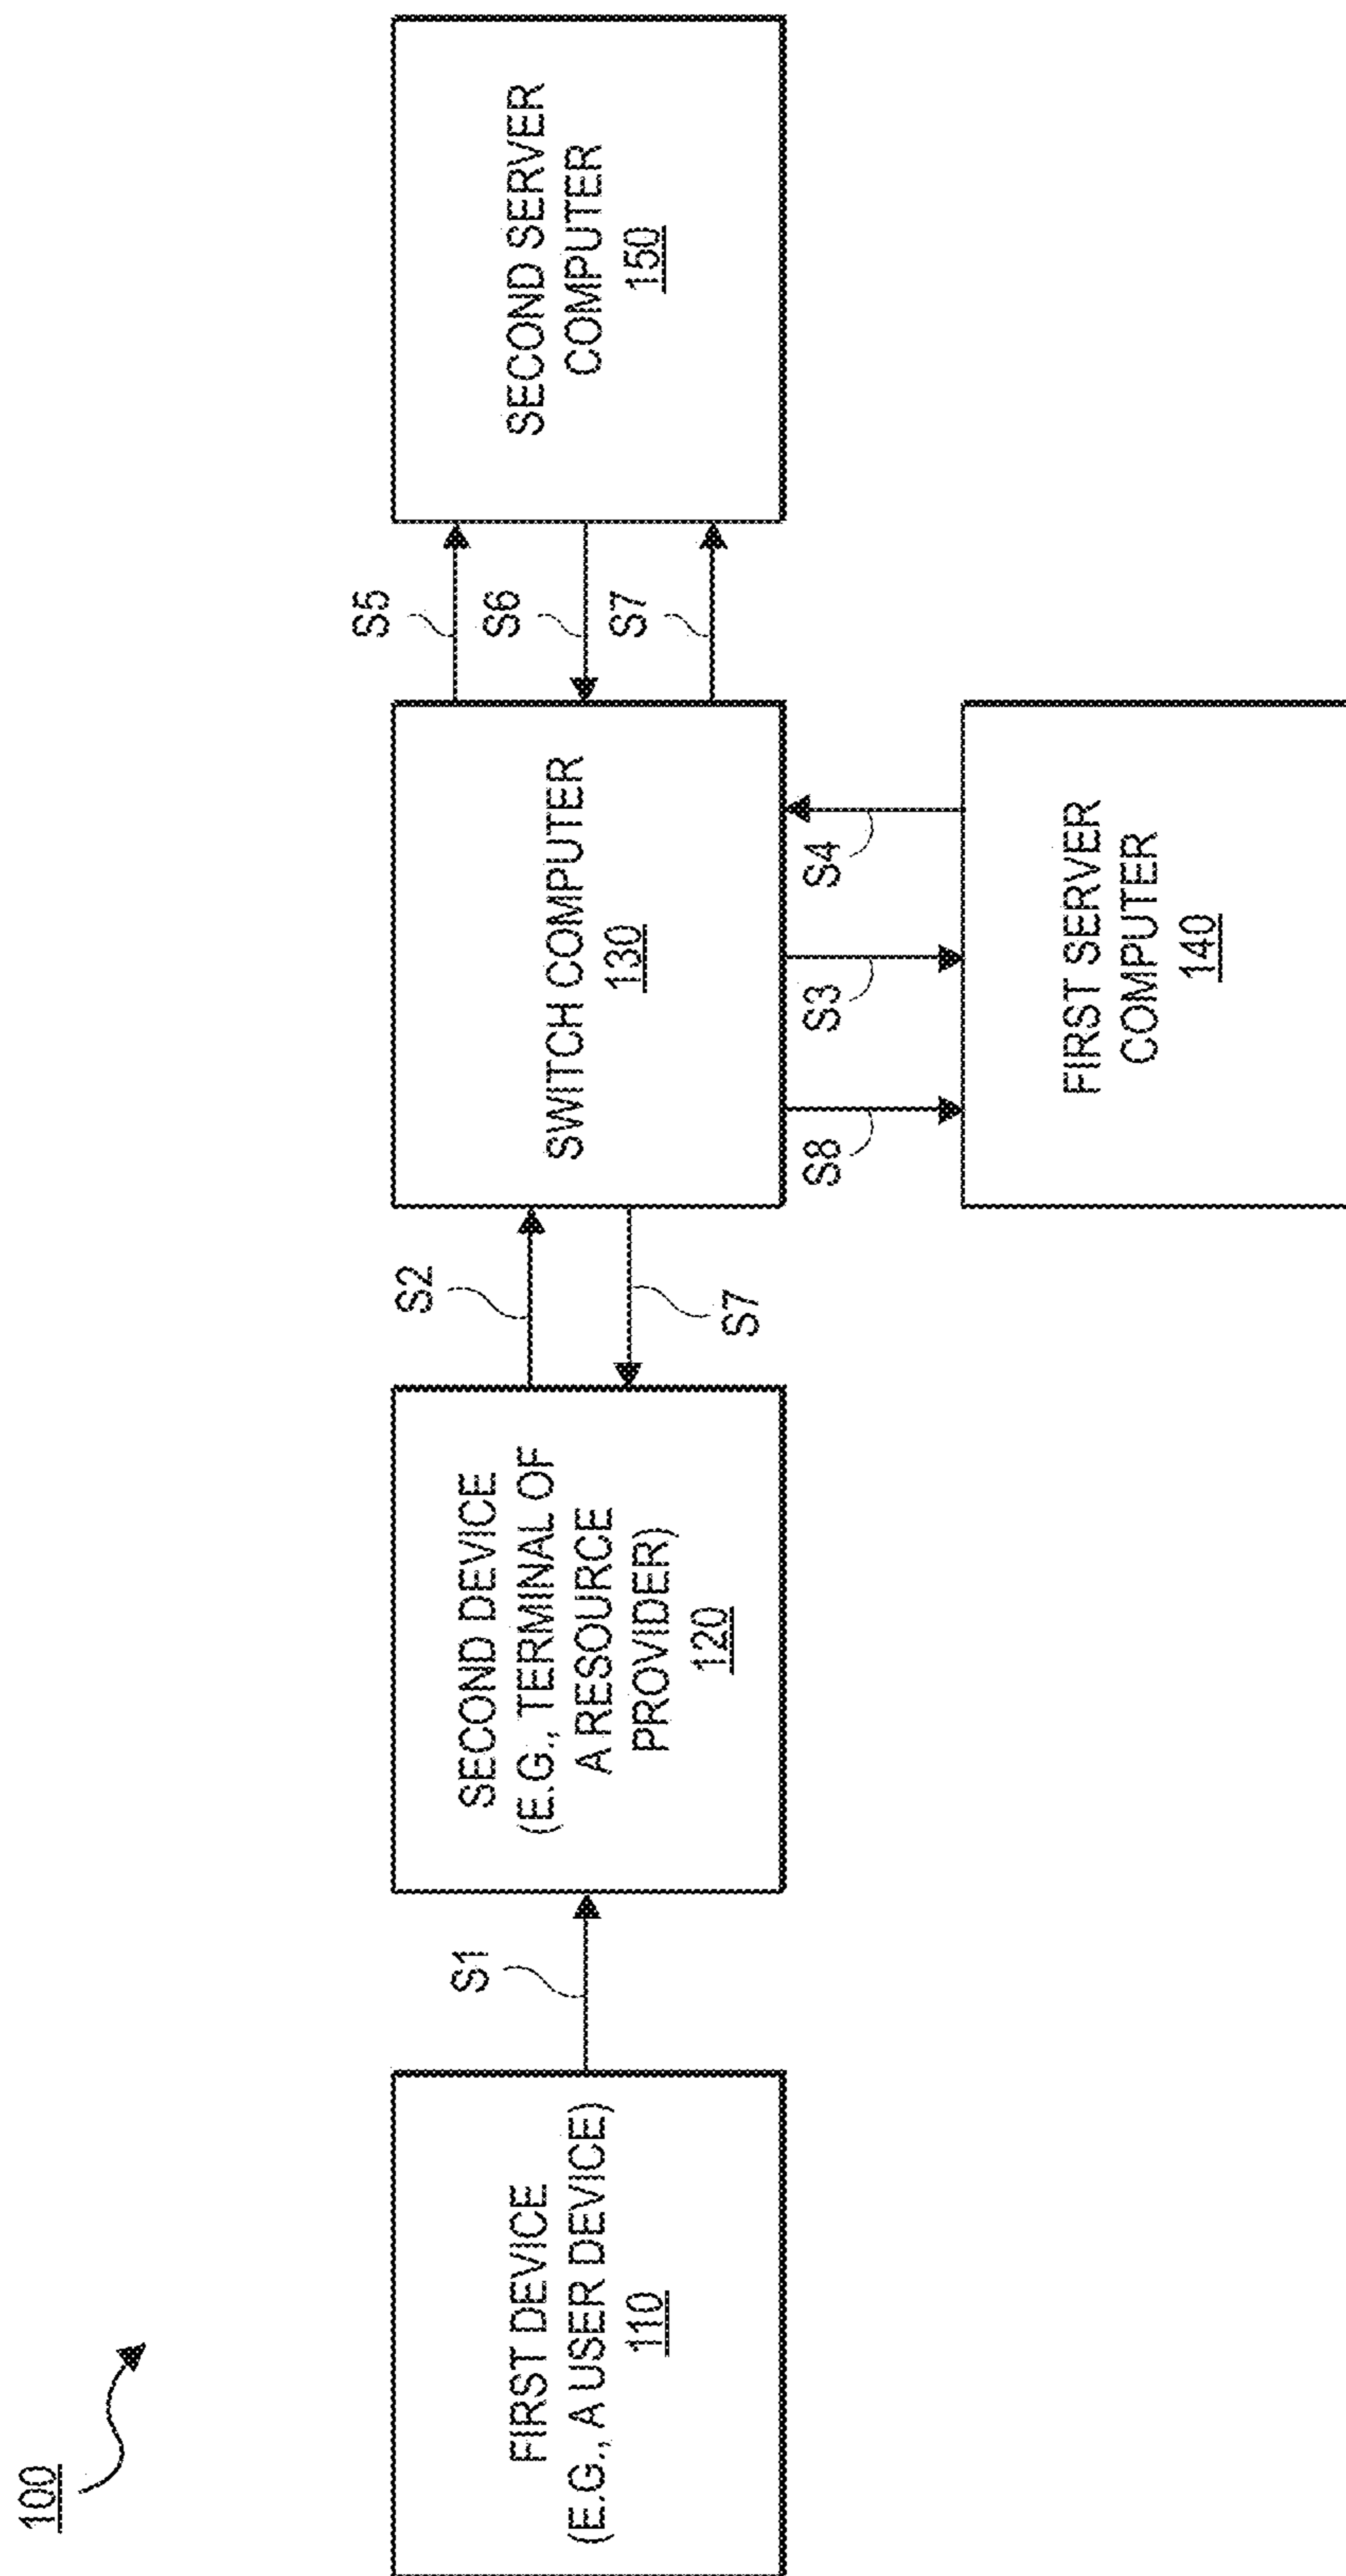 100
FIRST DEVICE
(E.G., A USER DEVICE)
110
S1
SECOND DEVICE
(E.G., TERMINAL OF
A RESOURCE
PROVIDER)
120
S2
S7
SWITCH COMPUTER
130
S8
S3
S4
FIRST SERVER
COMPUTER
140
S5
S6
S7
SECOND SERVER
COMPUTER
150